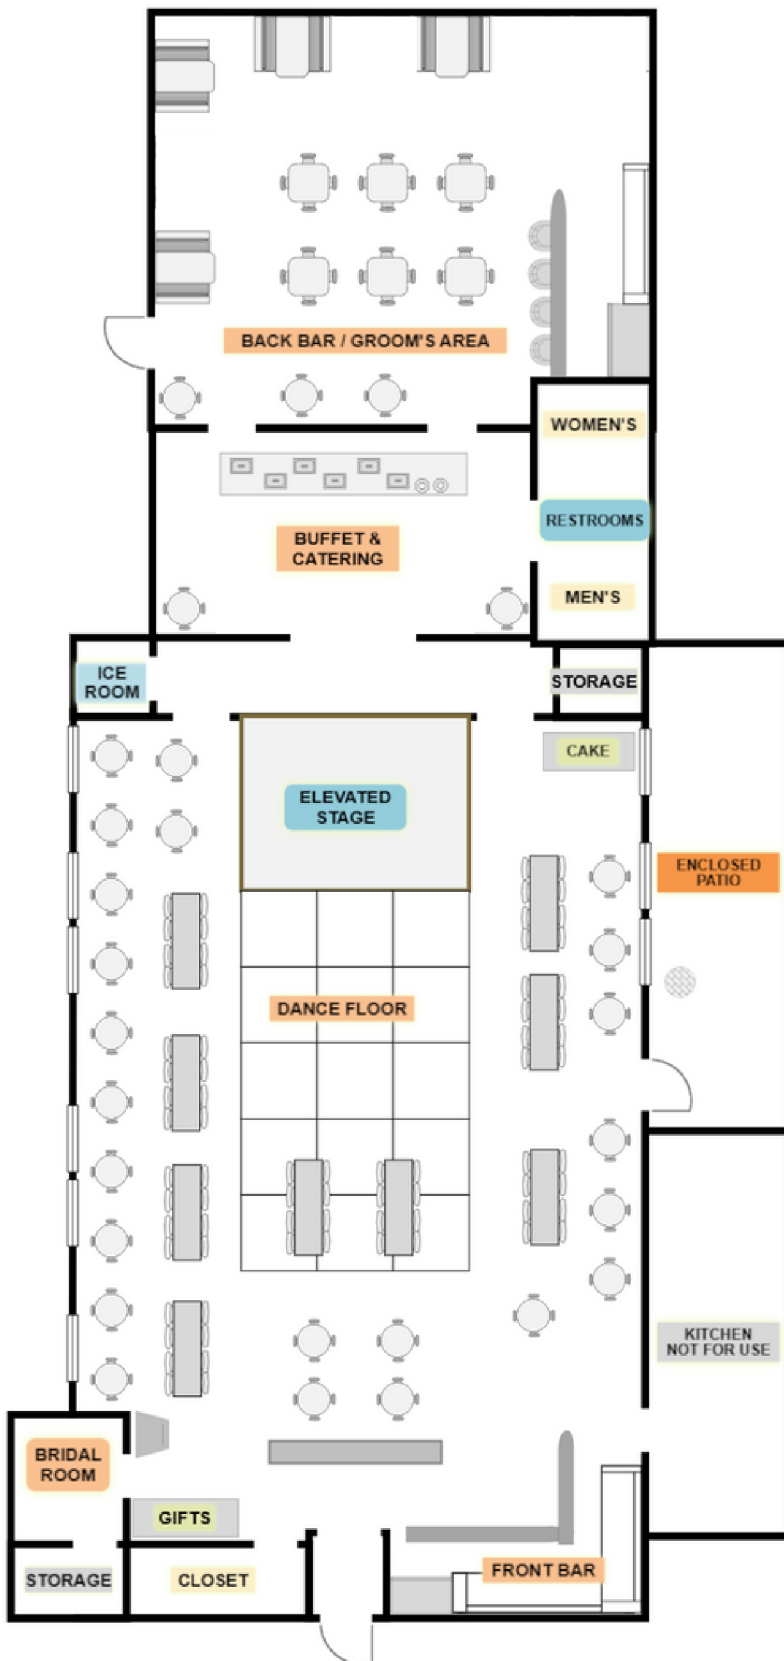 BACK BAR / GROOM'S AREA
WOMEN'S
RESTROOMS
BUFFET &
CATERING
MEN'S
ICE
ROOM
STORAGE
CAKE
ELEVATED
STAGE
ENCLOSED
PATIO
DANCE FLOOR
KITCHEN
NOT FOR USE
BRIDAL
ROOM
GIFTS
FRONT BAR
STORAGE
CLOSET